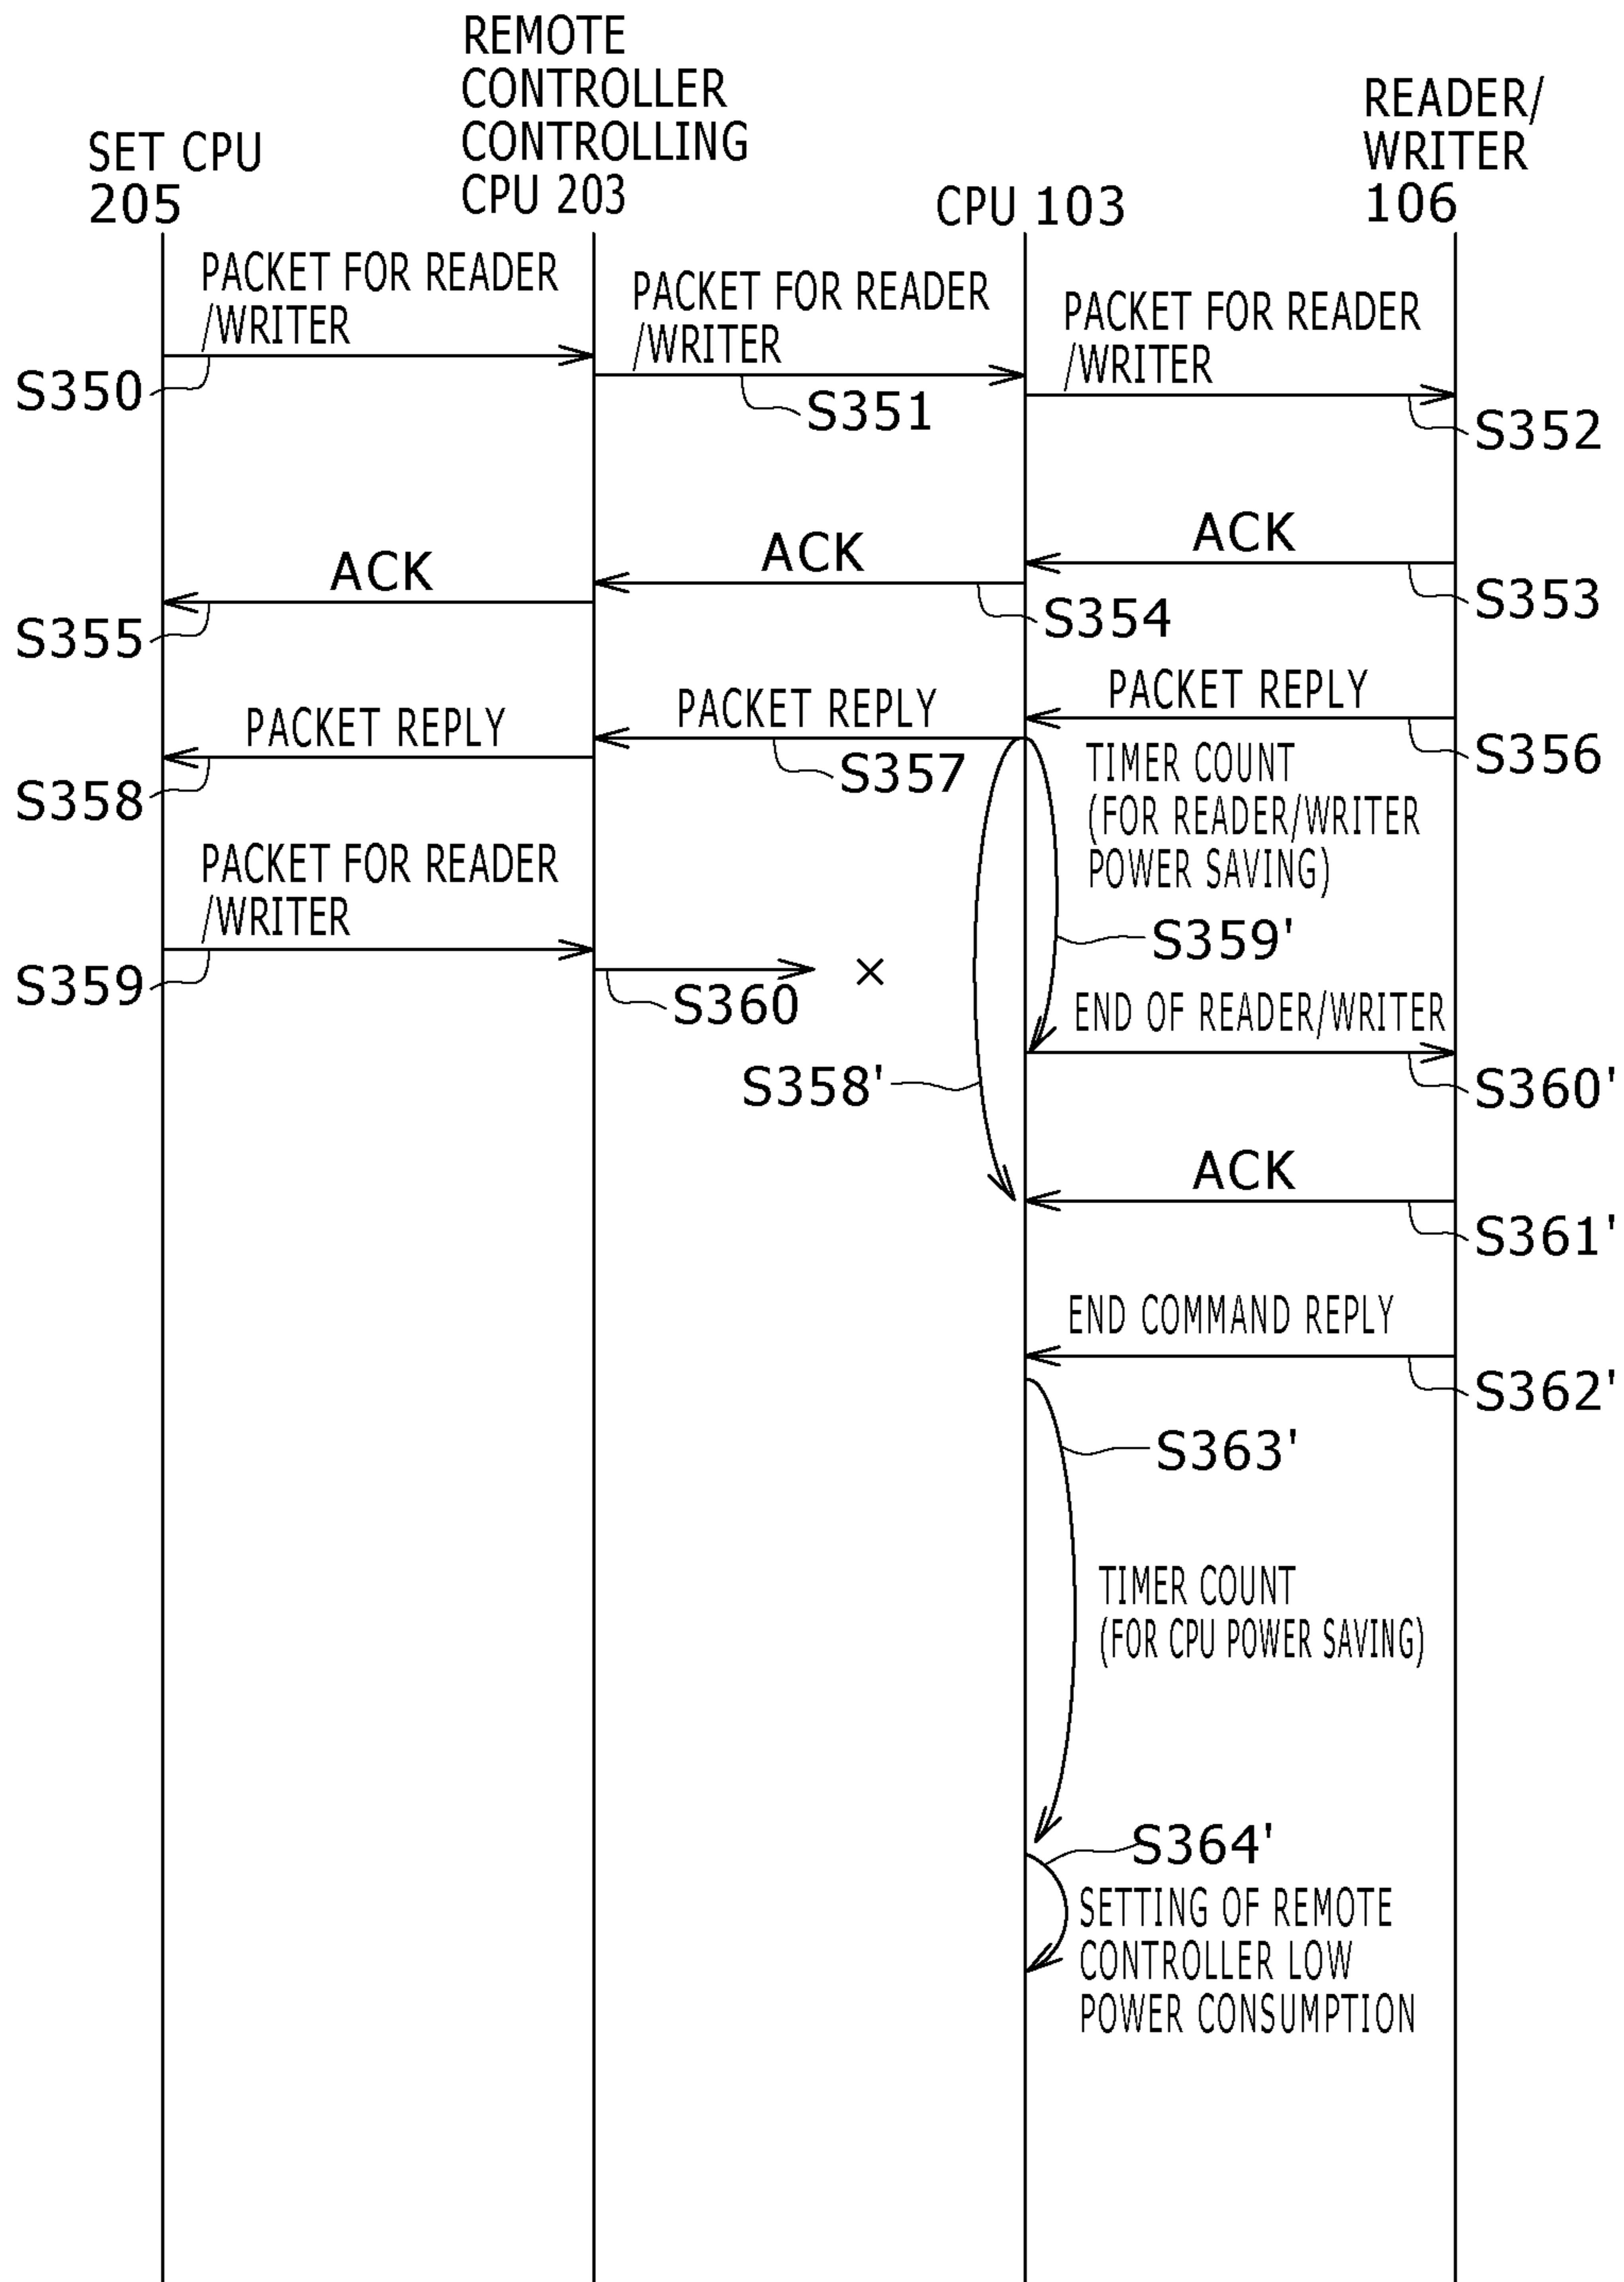 REMOTE
CONTROLLER
CONTROLLING
CPU 203
SET CPU
205
CPU 103
READER/
WRITER
106
PACKET FOR READER
/WRITER
S350
PACKET FOR READER
/WRITER
S351
PACKET FOR READER
/WRITER
S352
ACK
S353
ACK
S354
ACK
S355
PACKET REPLY
S356
PACKET REPLY
S357
PACKET REPLY
S358
TIMER COUNT
(FOR READER/WRITER
POWER SAVING)
S359'
PACKET FOR READER
/WRITER
S359
S360
×
END OF READER/WRITER
S358'
S360'
ACK
S361'
END COMMAND REPLY
S362'
S363'
TIMER COUNT
(FOR CPU POWER SAVING)
S364'
SETTING OF REMOTE
CONTROLLER LOW
POWER CONSUMPTION